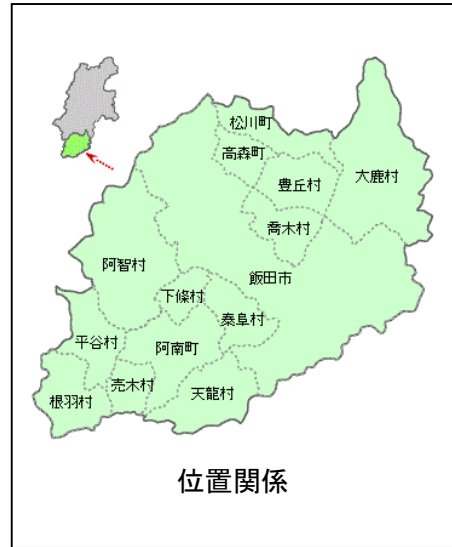 松川町
高森町
豊丘村
大鹿村
喬木村
阿智村
飯田市
下條村
泰阜村
平谷村
阿南町
売木村
天龍村
根羽村
位置関係